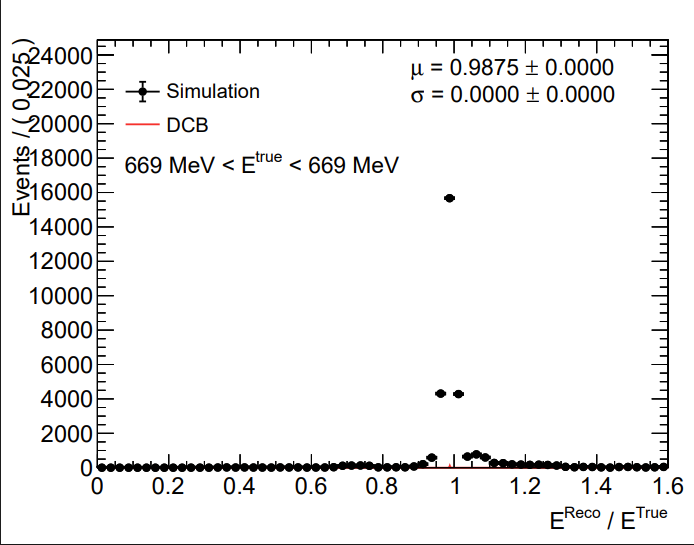 Events / ( 0.025 )
24000
22000
20000
18000
16000
14000
12000
10000
8000
6000
4000
2000
0
μ = 0.9875 ± 0.0000
σ = 0.0000 ± 0.0000
Simulation
DCB
669 MeV < E^true < 669 MeV
0 0.2 0.4 0.6 0.8 1 1.2 1.4 1.6
E^Reco / E^True